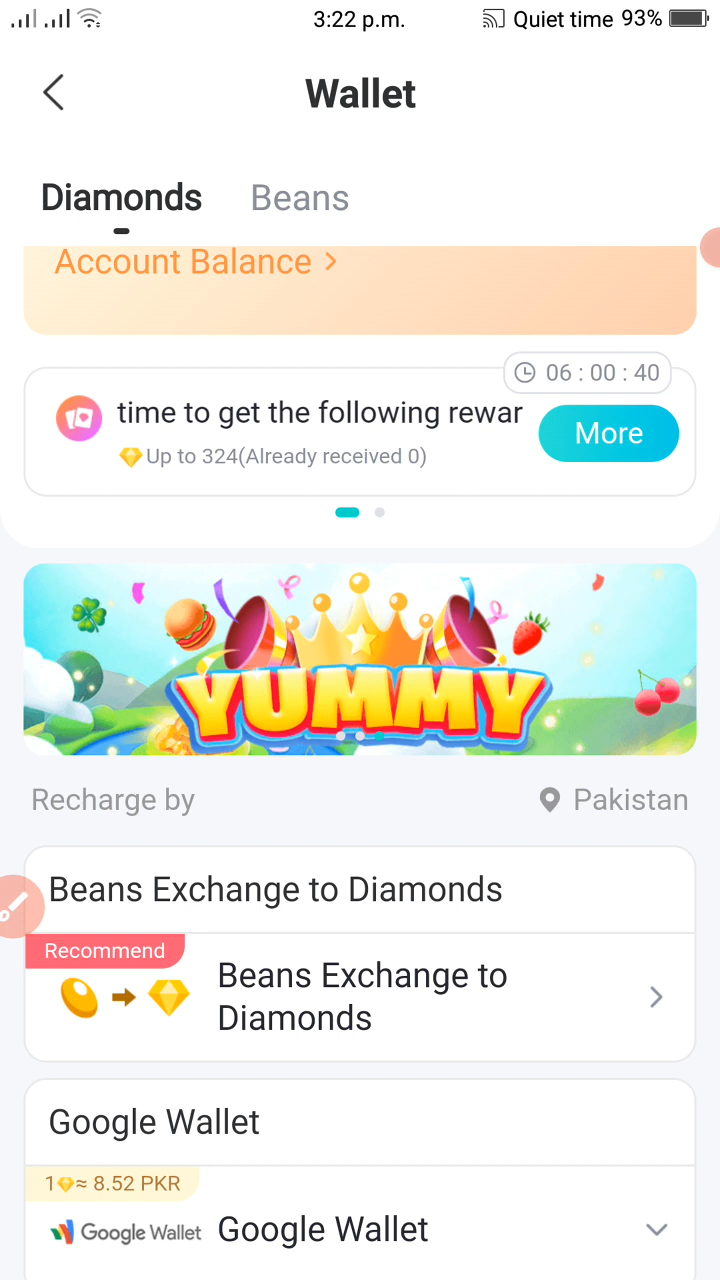 3:22 p.m.
Quiet time 93%
Wallet
Diamonds
Beans
Account Balance >
06 : 00 : 40
time to get the following rewar
Up to 324(Already received 0)
More
YUMMY
Recharge by
Pakistan
Beans Exchange to Diamonds
Recommend
Beans Exchange to
Diamonds
Google Wallet
1≈ 8.52 PKR
Google Wallet
Google Wallet